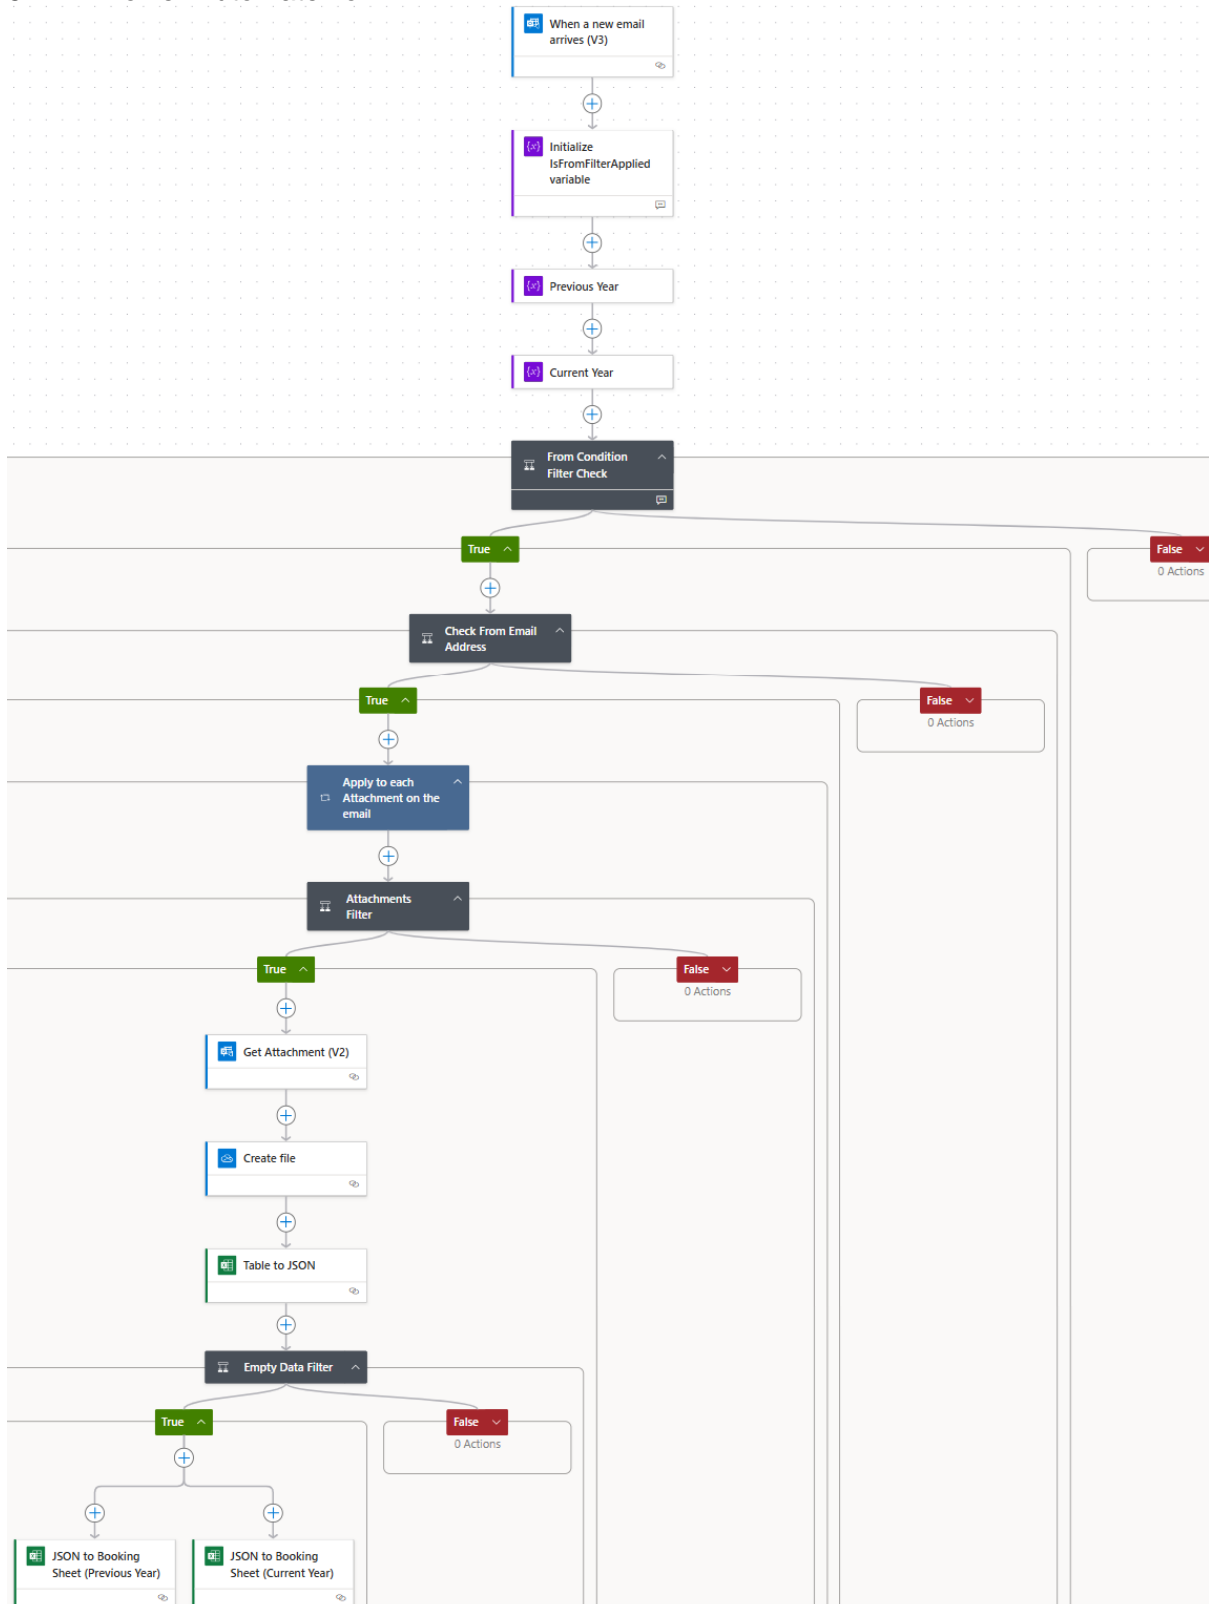 When a new email
arrives (V3)
Initialize
IsFromFilterApplied
variable
Previous Year
Current Year
From Condition
Filter Check
True
False
0 Actions
Check From Email
Address
True
False
0 Actions
Apply to each
Attachment on the
email
Attachments
Filter
True
False
0 Actions
Get Attachment (V2)
Create file
Table to JSON
Empty Data Filter
True
False
0 Actions
JSON to Booking
Sheet (Previous Year)
JSON to Booking
Sheet (Current Year)